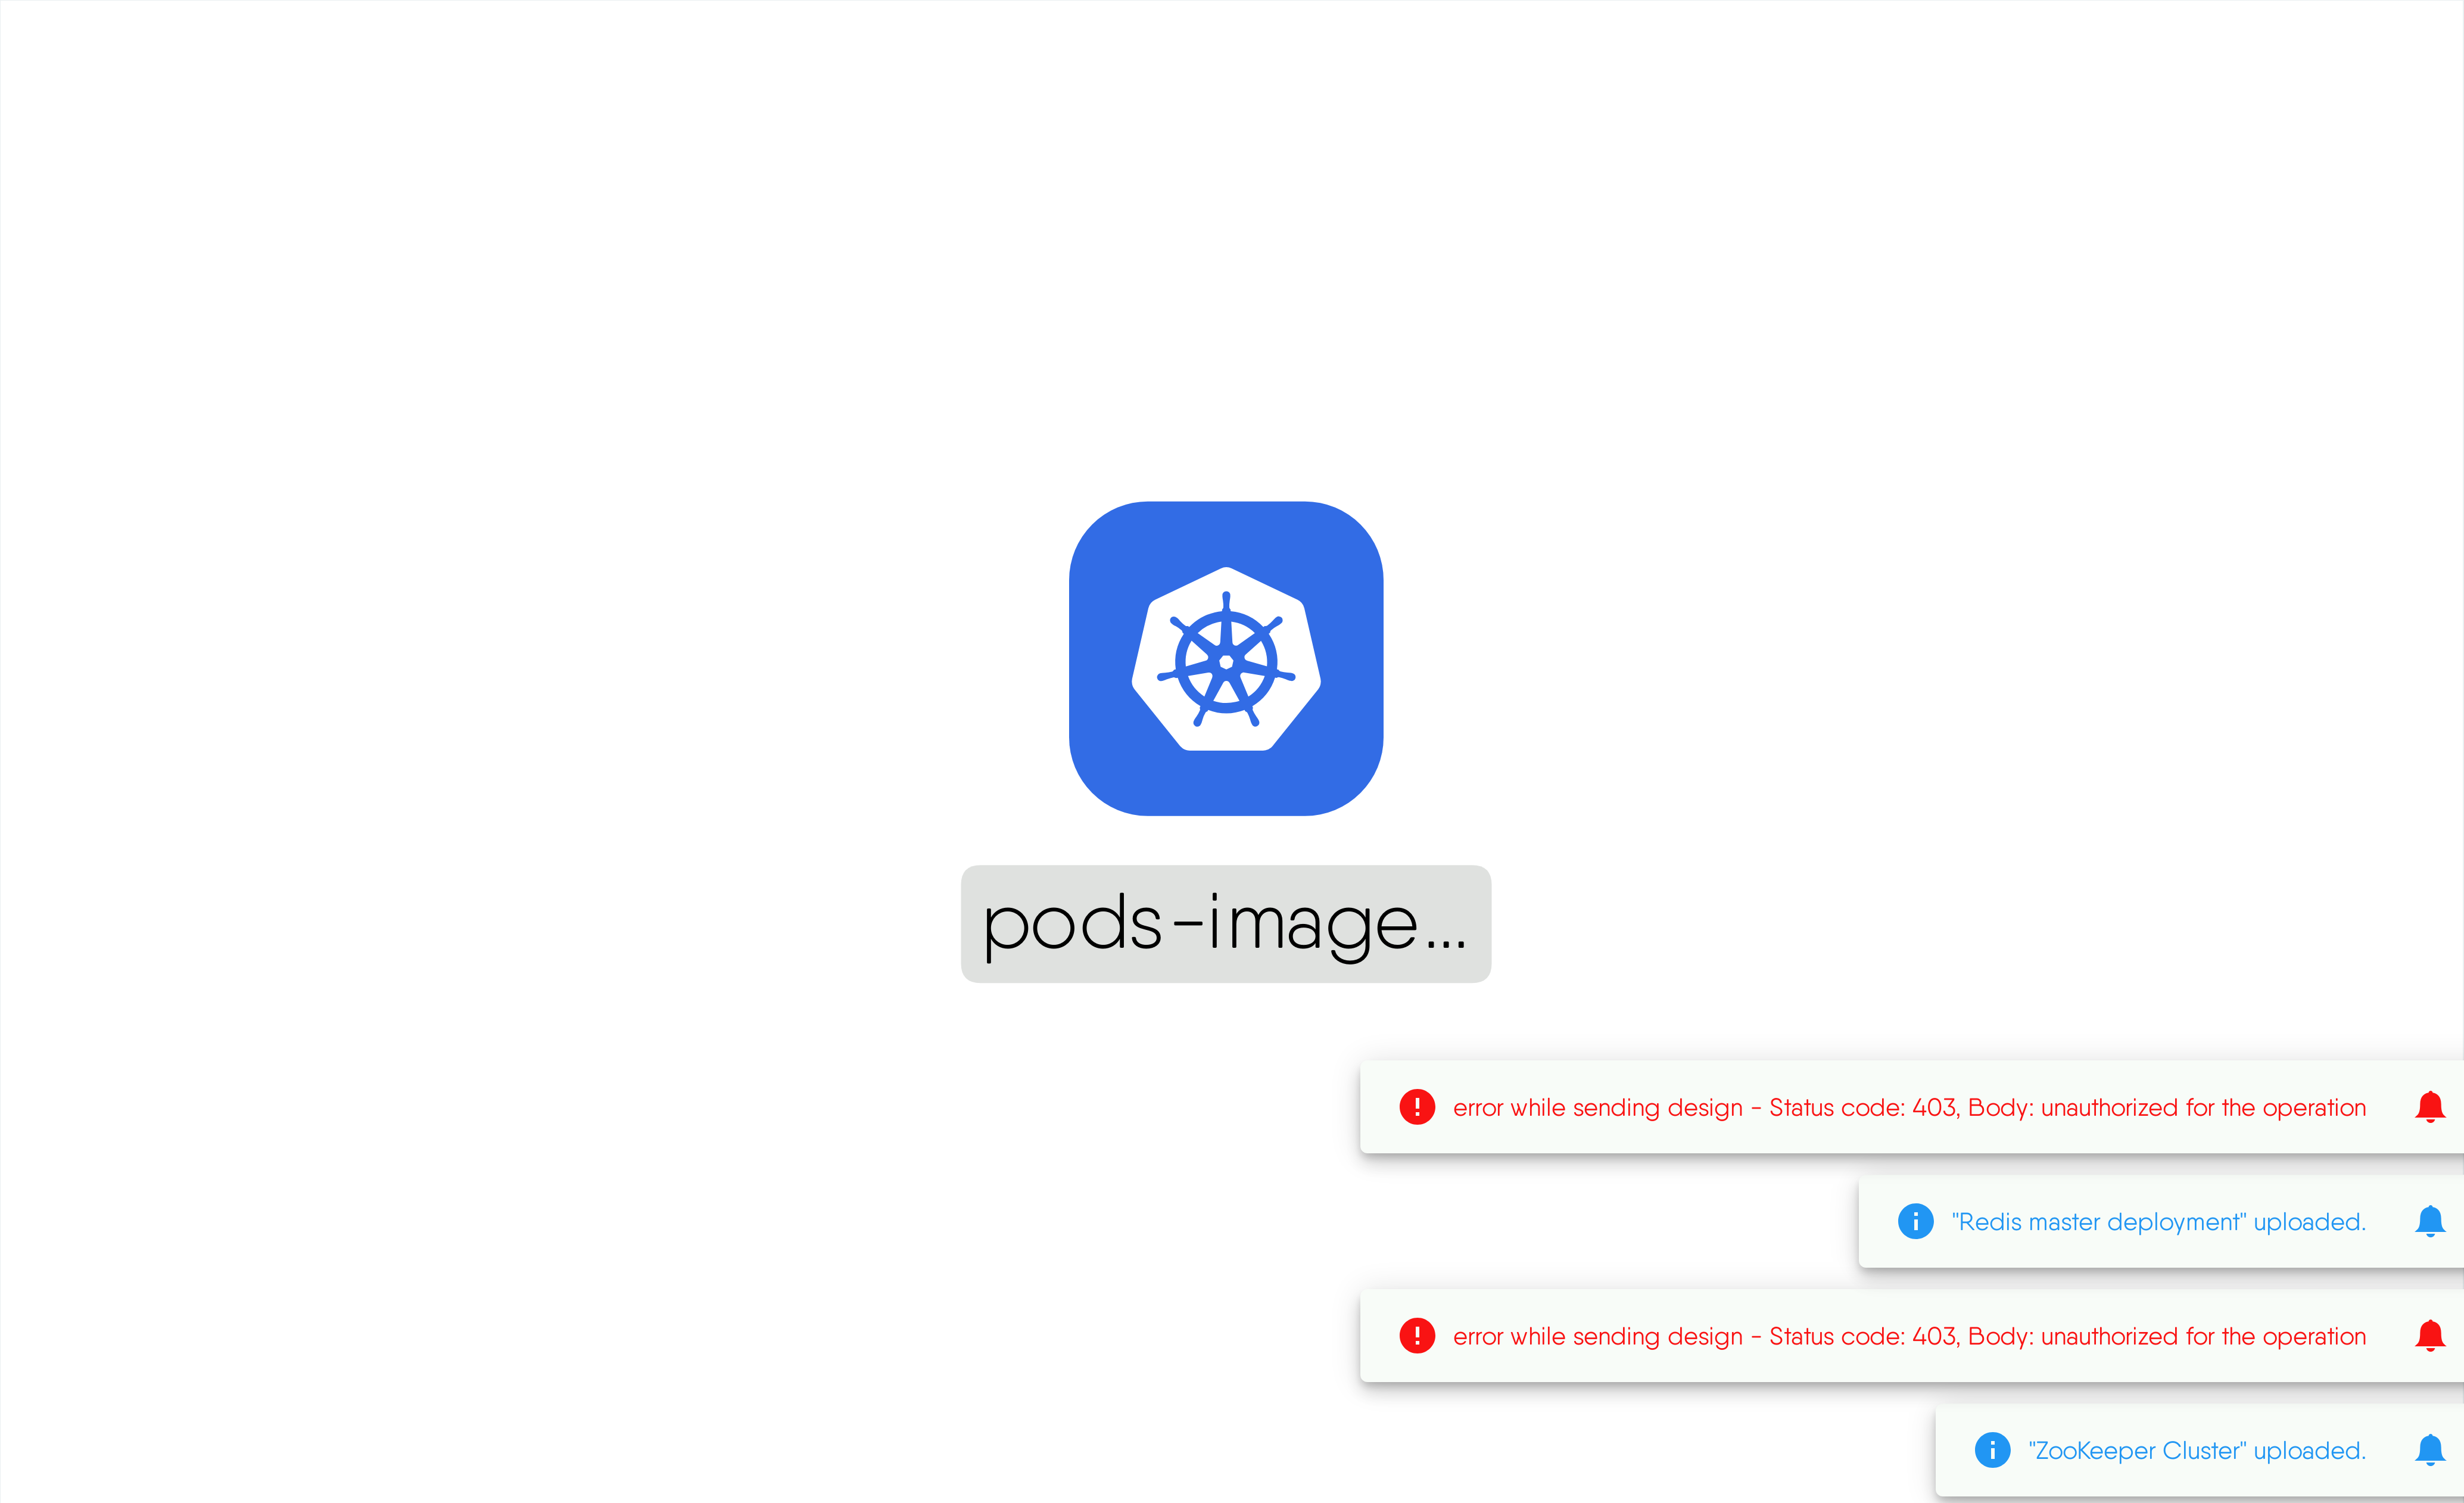 pods-image...
error while sending design - Status code: 403, Body: unauthorized for the operation
"Redis master deployment" uploaded.
error while sending design - Status code: 403, Body: unauthorized for the operation
"ZooKeeper Cluster" uploaded.